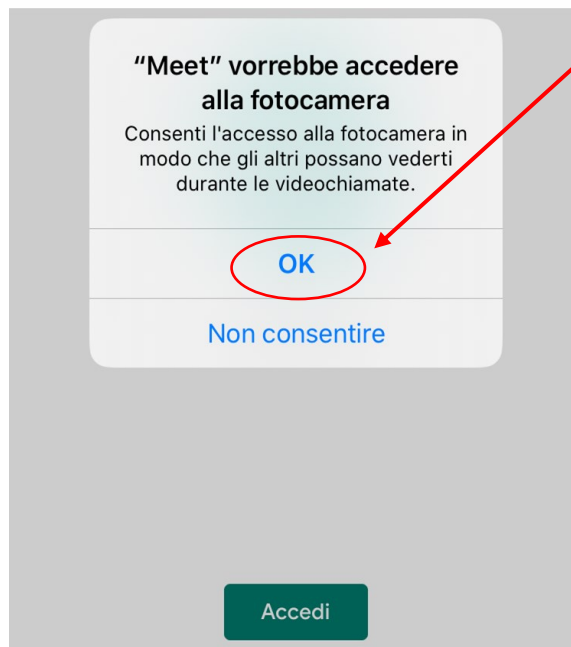 “Meet” vorrebbe accedere
alla fotocamera
Consenti l'accesso alla fotocamera in
modo che gli altri possano vederti
durante le videochiamate.
OK
Non consentire
Accedi